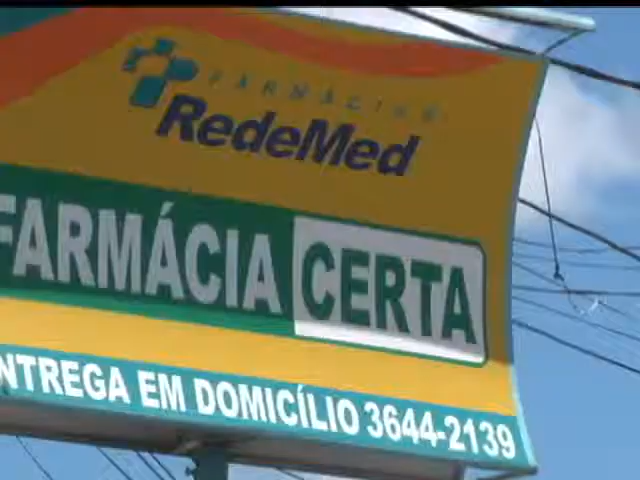 FARMÁCIAS
RedeMed
FARMÁCIA CERTA
NTREGA EM DOMICÍLIO 3644-2139